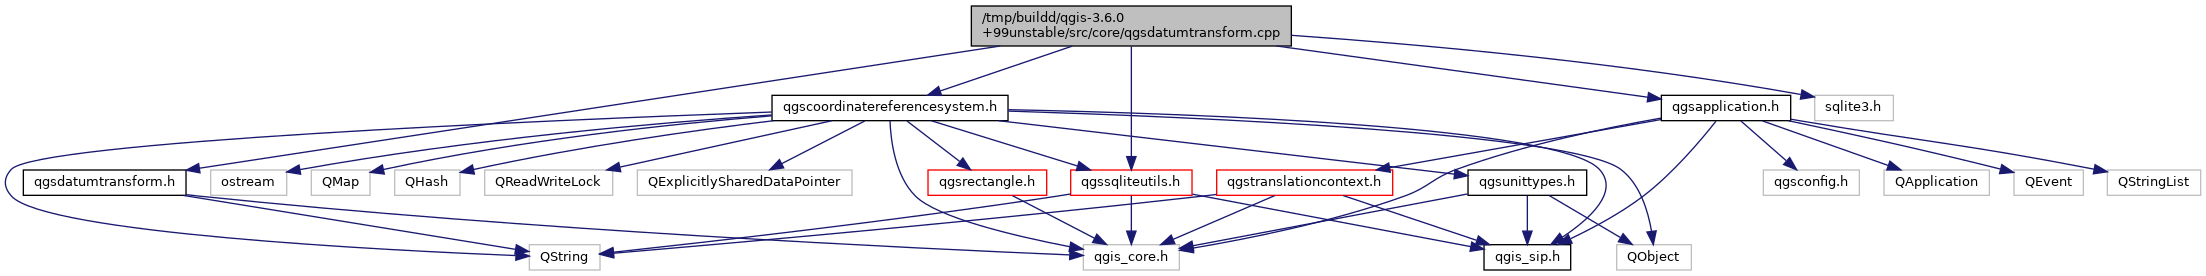 /tmp/buildd/qgis-3.6.0
+99unstable/src/core/qgsdatumtransform.cpp
qgscoordinatereferencesystem.h
qgsapplication.h
sqlite3.h
qgsdatumtransform.h
ostream
QMap
QHash
QReadWriteLock
QExplicitlySharedDataPointer
qgsrectangle.h
qgssqliteutils.h
qgstranslationcontext.h
qgsunittypes.h
qgsconfig.h
QApplication
QEvent
QStringList
QString
qgis_core.h
qgis_sip.h
QObject